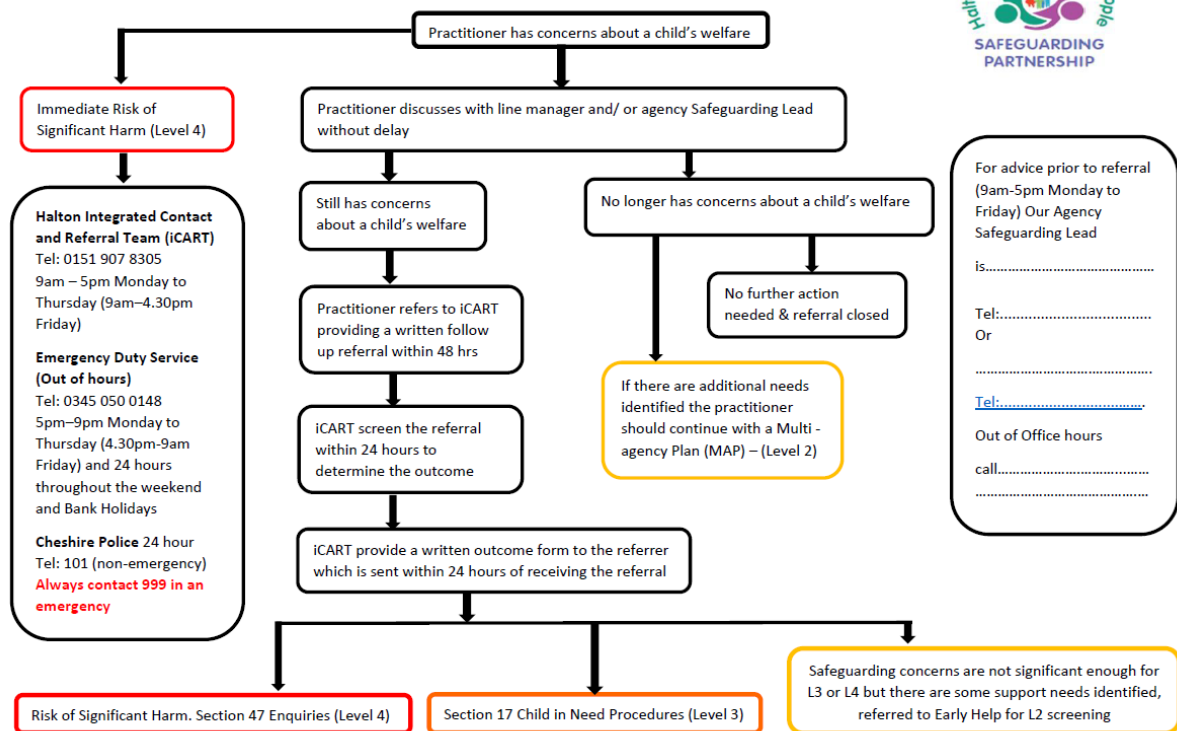 Halt
ople
SAFEGUARDING
PARTNERSHIP
Practitioner has concerns about a child's welfare
Immediate Risk of
Significant Harm (Level 4)
Practitioner discusses with line manager and/ or agency Safeguarding Lead
without delay
Halton Integrated Contact
and Referral Team (iCART)
Tel: 0151 907 8305
9am – 5pm Monday to
Thursday (9am–4.30pm
Friday)
Emergency Duty Service
(Out of hours)
Tel: 0345 050 0148
5pm–9pm Monday to
Thursday (4.30pm-9am
Friday) and 24 hours
throughout the weekend
and Bank Holidays
Cheshire Police 24 hour
Tel: 101 (non-emergency)
Always contact 999 in an
emergency
Still has concerns
about a child's welfare
No longer has concerns about a child's welfare
Practitioner refers to iCART
providing a written follow
up referral within 48 hrs
No further action
needed & referral closed
iCART screen the referral
within 24 hours to
determine the outcome
If there are additional needs
identified the practitioner
should continue with a Multi -
agency Plan (MAP) – (Level 2)
iCART provide a written outcome form to the referrer
which is sent within 24 hours of receiving the referral
For advice prior to referral
(9am-5pm Monday to
Friday) Our Agency
Safeguarding Lead
is............................................
Tel:.....................................
Or
............................................
Tel:...................................
Out of Office hours
call.....................................
............................................
Risk of Significant Harm. Section 47 Enquiries (Level 4)
Section 17 Child in Need Procedures (Level 3)
Safeguarding concerns are not significant enough for
L3 or L4 but there are some support needs identified,
referred to Early Help for L2 screening